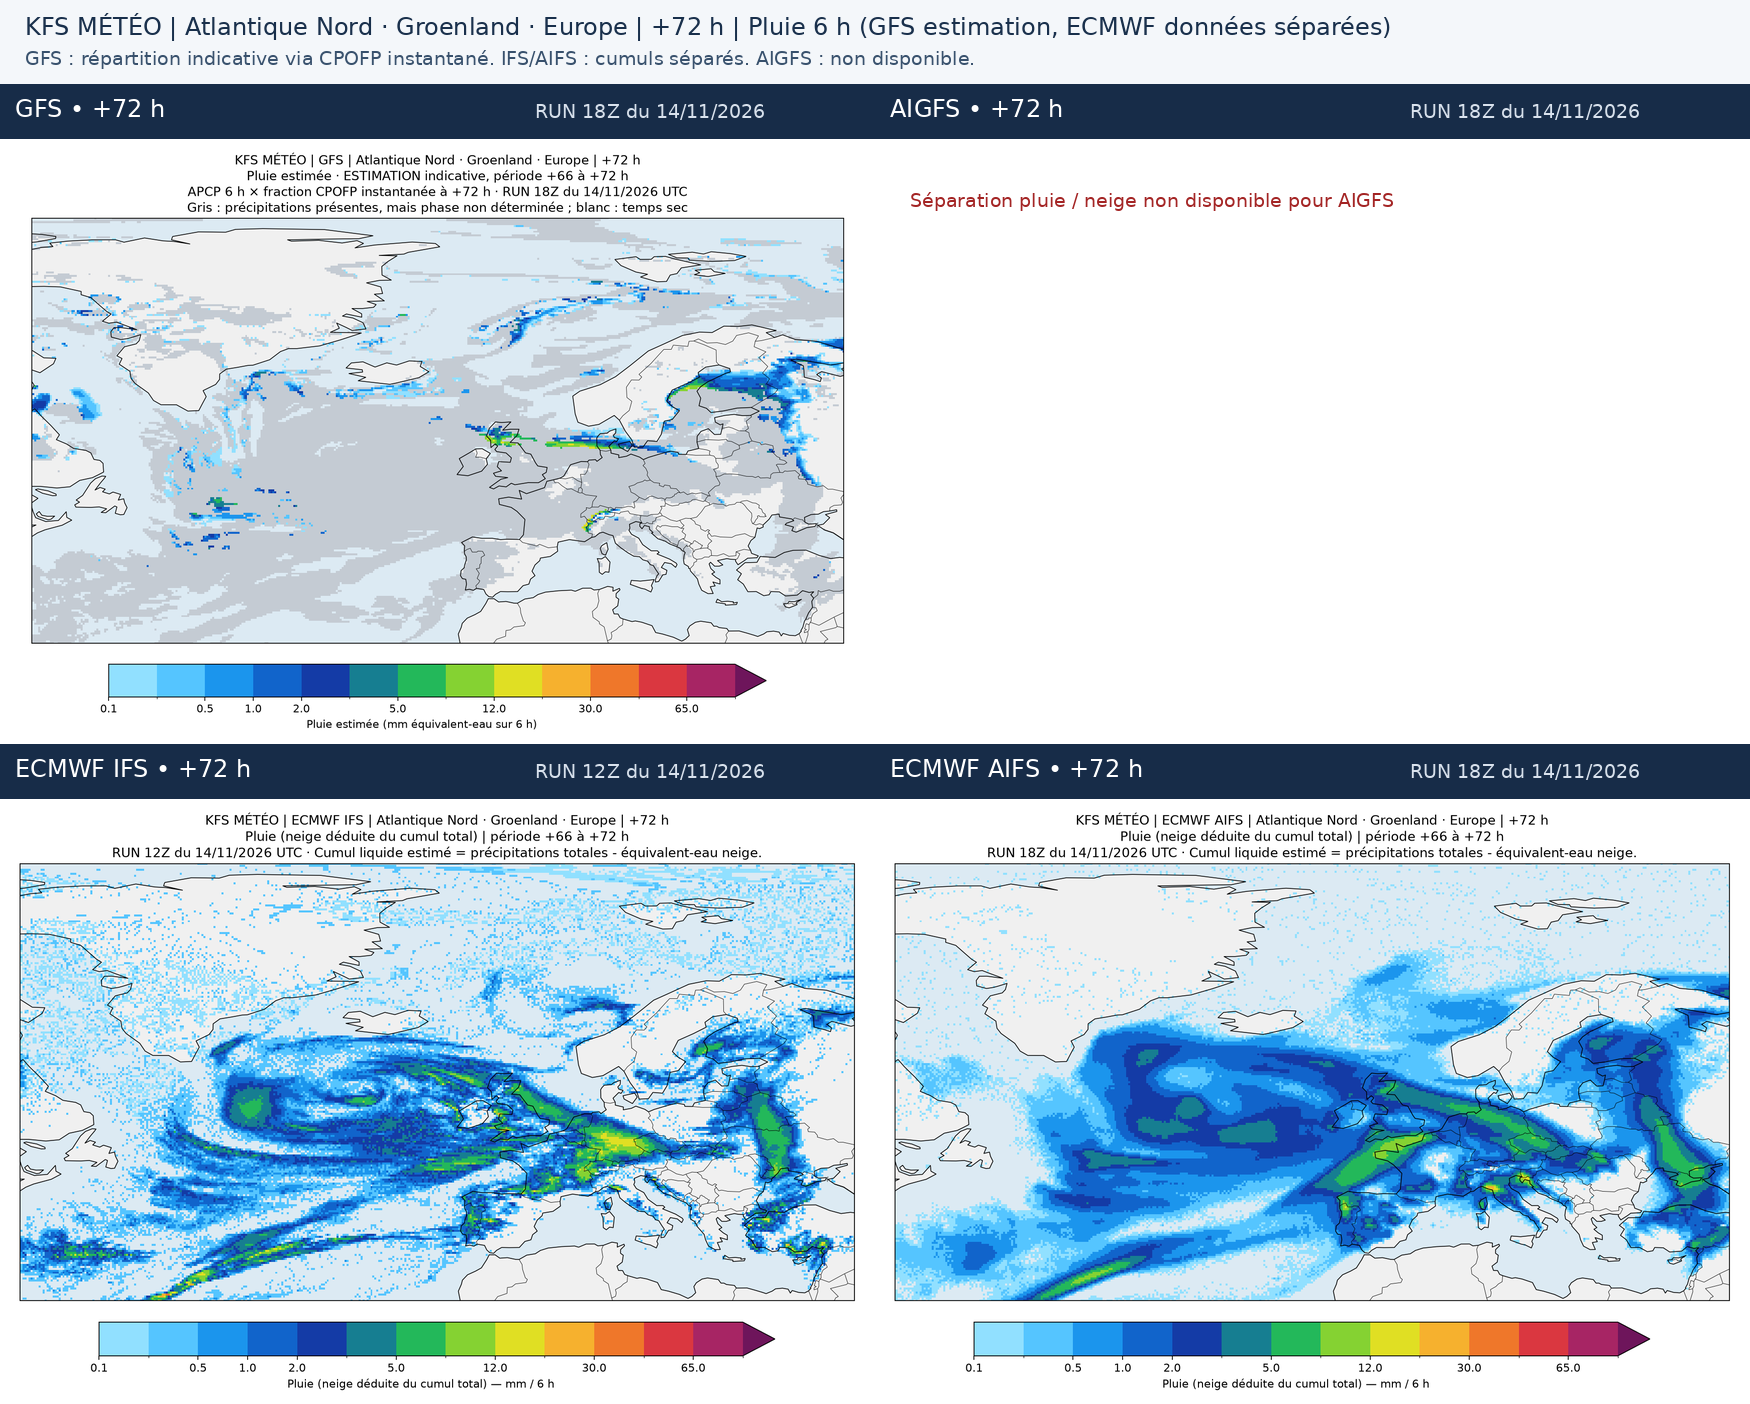 KFS MÉTÉO | Atlantique Nord · Groenland · Europe | +72 h | Pluie 6 h (GFS estimation, ECMWF données séparées)
GFS : répartition indicative via CPOFP instantané. IFS/AIFS : cumuls séparés. AIGFS : non disponible.
GFS • +72 h
RUN 18Z du 14/11/2026
AIGFS • +72 h
RUN 18Z du 14/11/2026
KFS MÉTÉO | GFS | Atlantique Nord · Groenland · Europe | +72 h
Pluie estimée · ESTIMATION indicative, période +66 à +72 h
APCP 6 h × fraction CPOFP instantanée à +72 h · RUN 18Z du 14/11/2026 UTC
Gris : précipitations présentes, mais phase non déterminée ; blanc : temps sec
Séparation pluie / neige non disponible pour AIGFS
0.1 0.5 1.0 2.0 5.0 12.0 30.0 65.0
Pluie estimée (mm équivalent-eau sur 6 h)
ECMWF IFS • +72 h
RUN 12Z du 14/11/2026
ECMWF AIFS • +72 h
RUN 18Z du 14/11/2026
KFS MÉTÉO | ECMWF IFS | Atlantique Nord · Groenland · Europe | +72 h
Pluie (neige déduite du cumul total) | période +66 à +72 h
RUN 12Z du 14/11/2026 UTC · Cumul liquide estimé = précipitations totales - équivalent-eau neige.
0.1 0.5 1.0 2.0 5.0 12.0 30.0 65.0
Pluie (neige déduite du cumul total) — mm / 6 h
KFS MÉTÉO | ECMWF AIFS | Atlantique Nord · Groenland · Europe | +72 h
Pluie (neige déduite du cumul total) | période +66 à +72 h
RUN 18Z du 14/11/2026 UTC · Cumul liquide estimé = précipitations totales - équivalent-eau neige.
0.1 0.5 1.0 2.0 5.0 12.0 30.0 65.0
Pluie (neige déduite du cumul total) — mm / 6 h